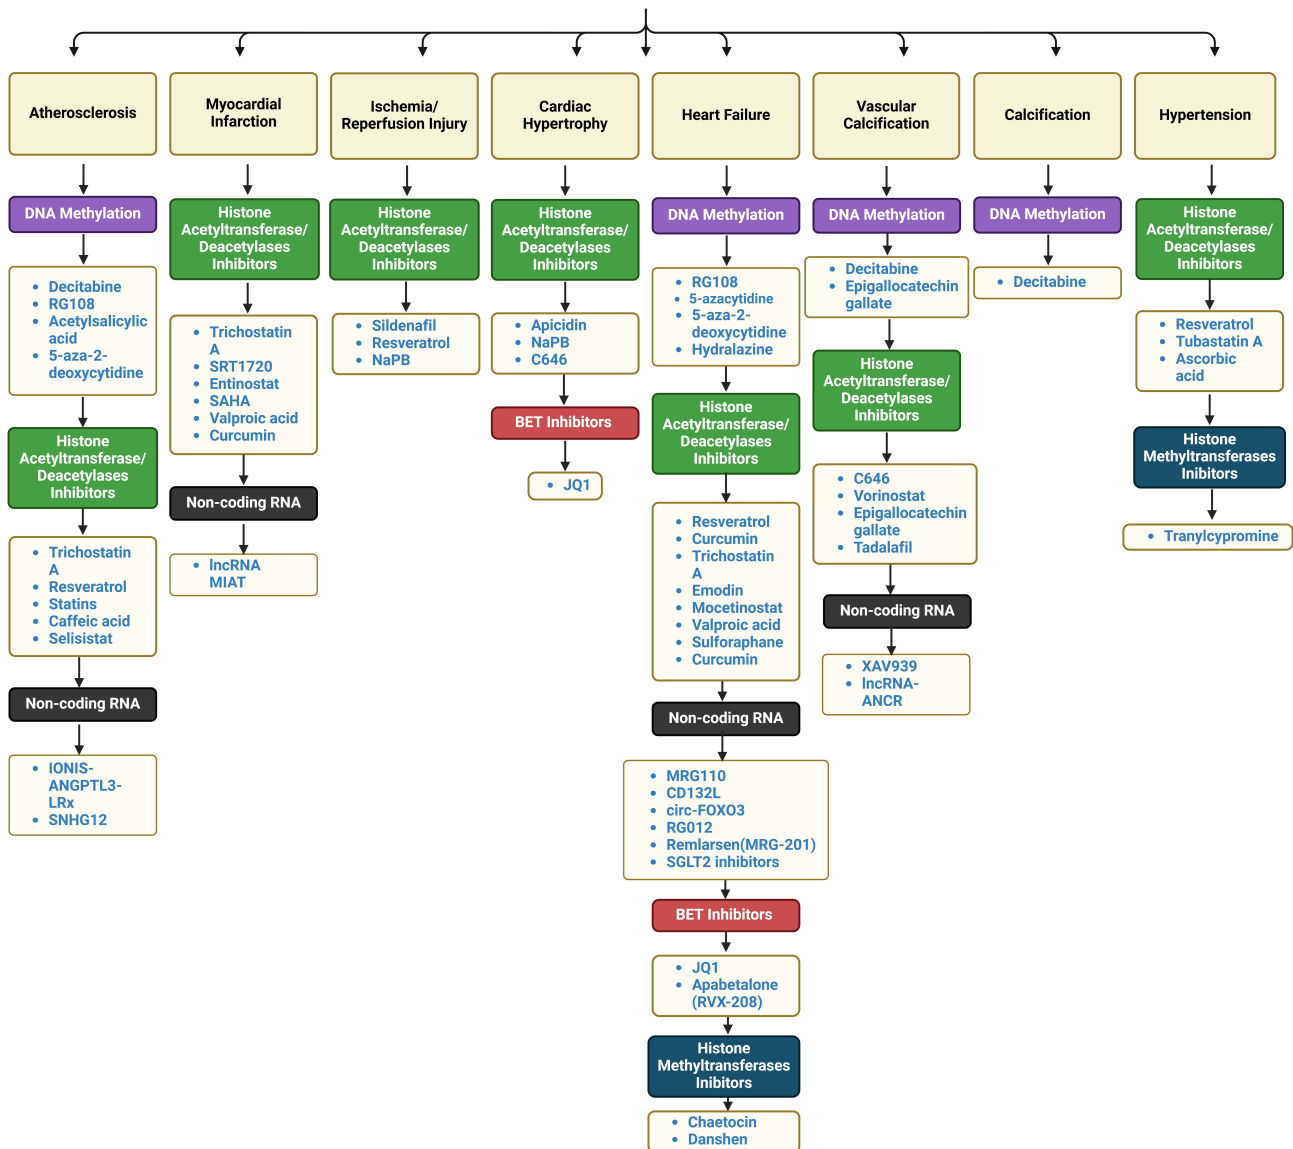 Atherosclerosis
DNA Methylation
Decitabine
RG108
Acetylsalicylic
acid
5-aza-2-
deoxycytidine
Histone
Acetyltransferase/
Deacetylases
Inhibitors
Trichostatin
A
Resveratrol
Statins
Caffeic acid
Selisistat
Non-coding RNA
IONIS-
ANGPTL3-
LRx
SNHG12
Myocardial
Infarction
Histone
Acetyltransferase/
Deacetylases
Inhibitors
Trichostatin
A
SRT1720
Entinostat
SAHA
Valproic acid
Curcumin
Non-coding RNA
lncRNA
MIAT
Ischemia/
Reperfusion Injury
Histone
Acetyltransferase/
Deacetylases
Inhibitors
Sildenafil
Resveratrol
NaPB
Cardiac
Hypertrophy
Histone
Acetyltransferase/
Deacetylases
Inhibitors
Apicidin
NaPB
C646
BET Inhibitors
JQ1
Heart Failure
DNA Methylation
RG108
5-azacytidine
5-aza-2-
deoxycytidine
Hydralazine
Histone
Acetyltransferase/
Deacetylases
Inhibitors
Resveratrol
Curcumin
Trichostatin
A
Emodin
Mocetinostat
Valproic acid
Sulforaphane
Curcumin
Non-coding RNA
MRG110
CD132L
circ-FOXO3
RG012
Remlarsen(MRG-201)
SGLT2 inhibitors
BET Inhibitors
JQ1
Apabetalone
(RVX-208)
Histone
Methyltransferases
Inibitors
Chaetocin
Danshen
Vascular
Calcification
DNA Methylation
Decitabine
Epigallocatechin
gallate
Histone
Acetyltransferase/
Deacetylases
Inhibitors
C646
Vorinostat
Epigallocatechin
gallate
Tadalafil
Non-coding RNA
XAV939
lncRNA-
ANCR
Calcification
DNA Methylation
Decitabine
Hypertension
Histone
Acetyltransferase/
Deacetylases
Inhibitors
Resveratrol
Tubastatin A
Ascorbic
acid
Histone
Methyltransferases
Inibitors
Tranylcypromine